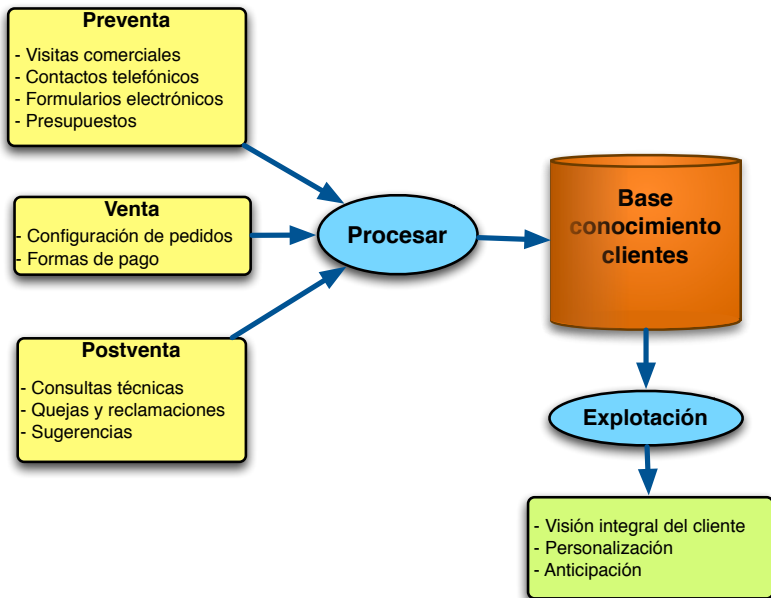 Preventa
- Visitas comerciales
- Contactos telefónicos
- Formularios electrónicos
- Presupuestos
Venta
- Configuración de pedidos
- Formas de pago
Postventa
- Consultas técnicas
- Quejas y reclamaciones
- Sugerencias
Procesar
Base
conocimiento
clientes
Explotación
- Visión integral del cliente
- Personalización
- Anticipación